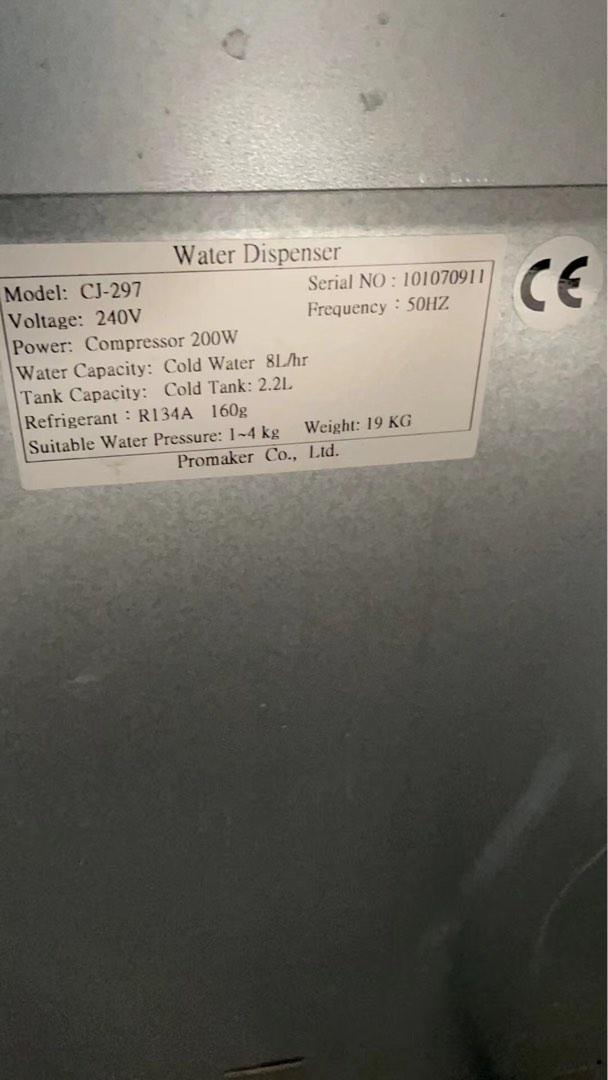 Water Dispenser
Model: CJ-297 Serial NO : 101070911
Voltage: 240V Frequency : 50HZ
Power: Compressor 200W
Water Capacity: Cold Water 8L/hr
Tank Capacity: Cold Tank: 2.2L
Refrigerant : R134A 160g
Suitable Water Pressure: 1~4 kg Weight: 19 KG
Promaker Co., Ltd.
CE